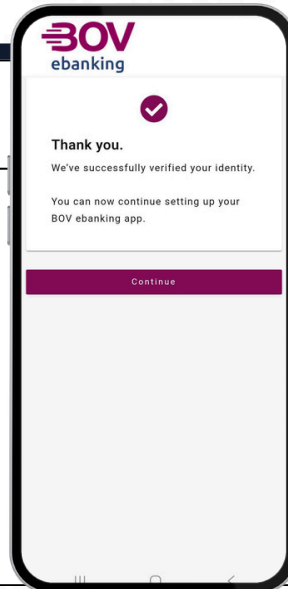 BOV
ebanking
Thank you.
We've successfully verified your identity.
You can now continue setting up your
BOV ebanking app.
Continue